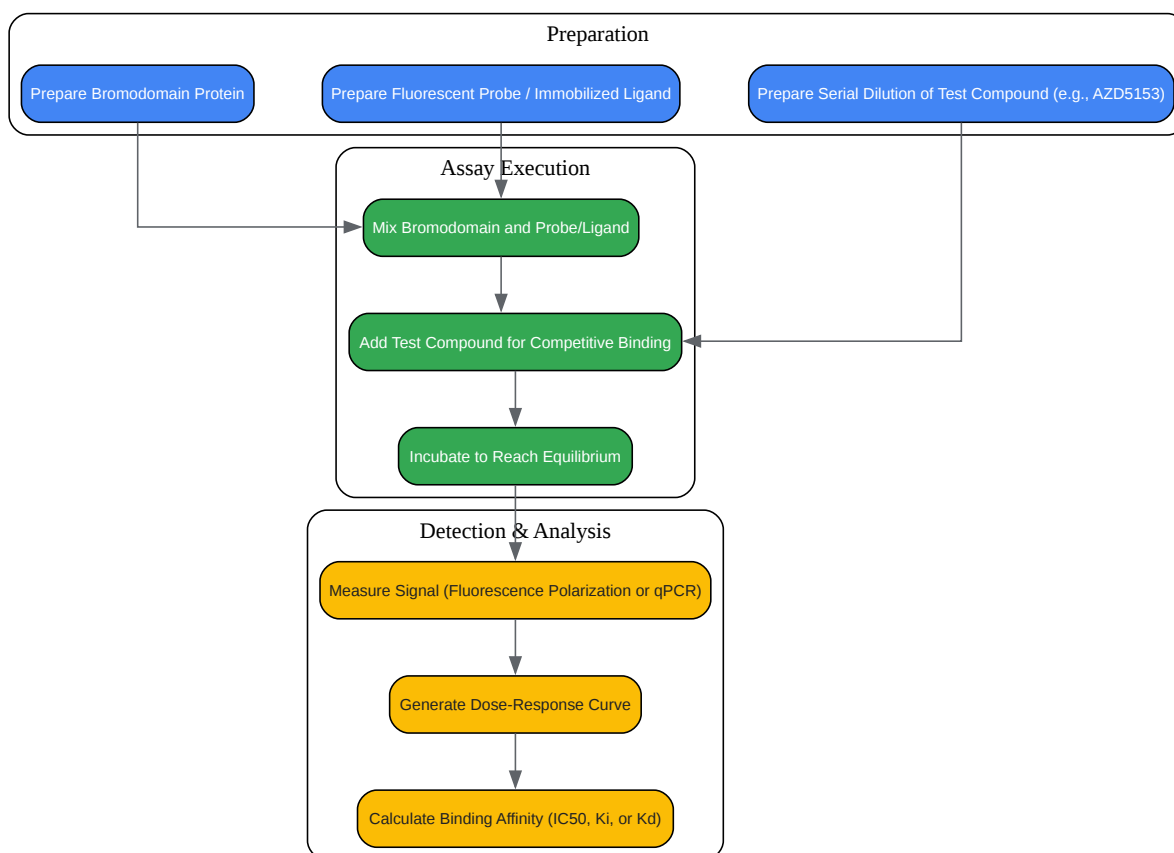 Preparation
Prepare Bromodomain Protein
Prepare Fluorescent Probe / Immobilized Ligand
Prepare Serial Dilution of Test Compound (e.g., AZD5153)
Assay Execution
Mix Bromodomain and Probe/Ligand
Add Test Compound for Competitive Binding
Incubate to Reach Equilibrium
Detection & Analysis
Measure Signal (Fluorescence Polarization or qPCR)
Generate Dose-Response Curve
Calculate Binding Affinity (IC50, Ki, or Kd)